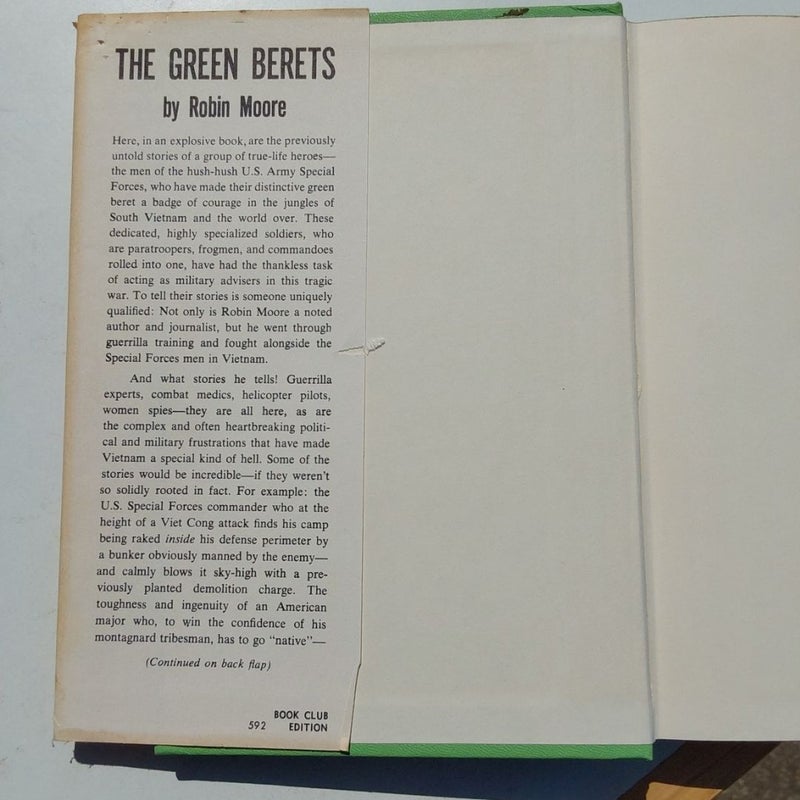 THE GREEN BERETS
by Robin Moore
Here, in an explosive book, are the previously
untold stories of a group of true-life heroes—
the men of the hush-hush U.S. Army Special
Forces, who have made their distinctive green
beret a badge of courage in the jungles of
South Vietnam and the world over. These
dedicated, highly specialized soldiers, who
are paratroopers, frogmen, and commandoes
rolled into one, have had the thankless task
of acting as military advisers in this tragic
war. To tell their stories is someone uniquely
qualified: Not only is Robin Moore a noted
author and journalist, but he went through
guerrilla training and fought alongside the
Special Forces men in Vietnam.
And what stories he tells! Guerrilla
experts, combat medics, helicopter pilots,
women spies—they are all here, as are
the complex and often heartbreaking politi-
cal and military frustrations that have made
Vietnam a special kind of hell. Some of the
stories would be incredible—if they weren't
so solidly rooted in fact. For example: the
U.S. Special Forces commander who at the
height of a Viet Cong attack finds his camp
being raked inside his defense perimeter by
a bunker obviously manned by the enemy—
and calmly blows it sky-high with a pre-
viously planted demolition charge. The
toughness and ingenuity of an American
major who, to win the confidence of his
montagnard tribesman, has to go "native"—
(Continued on back flap)
BOOK CLUB
592 EDITION